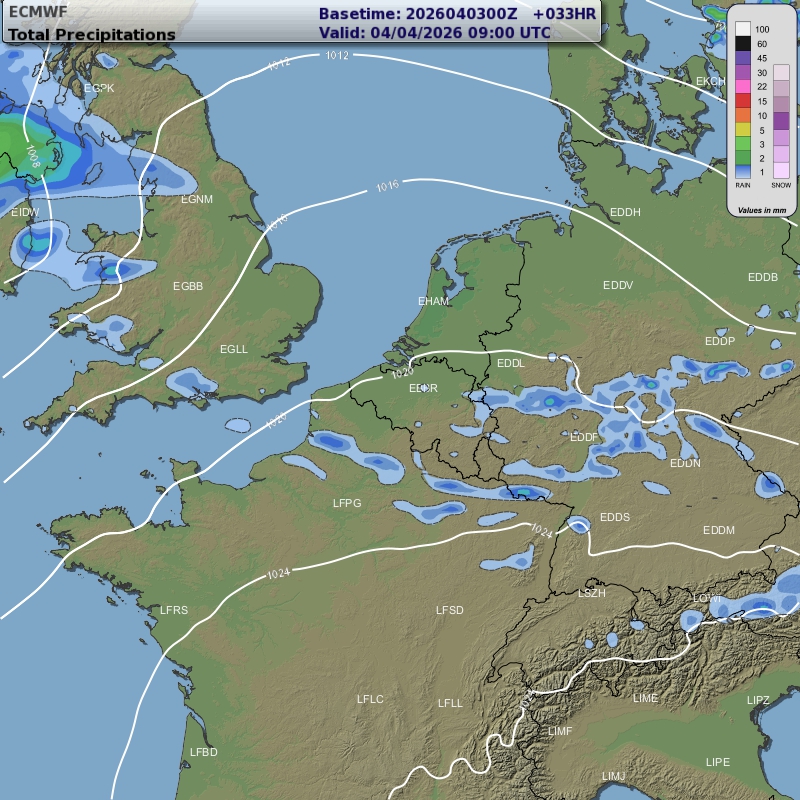 ECMWF
Basetime: 2026040300Z +033HR
Total Precipitations
Valid: 04/04/2026 09:00 UTC
100
60
45
30
22
15
10
5
3
2
1
RAIN SNOW
Values in mm
1012
1012
EGPK
EKCH
1008
1016
EGNM
EIDW
1016
EDDH
EDDB
EGBB
EDDV
EHAM
EDDP
EGLL
EDDL
1020
1020
EDDF
EDDN
LFPG
EDDS
EDDM
1024
1024
LSZH
LOWI
LFRS
LFSD
LFLC
LFLL
LIME
LIPZ
LIMF
LFBD
LIPE
LIMJ